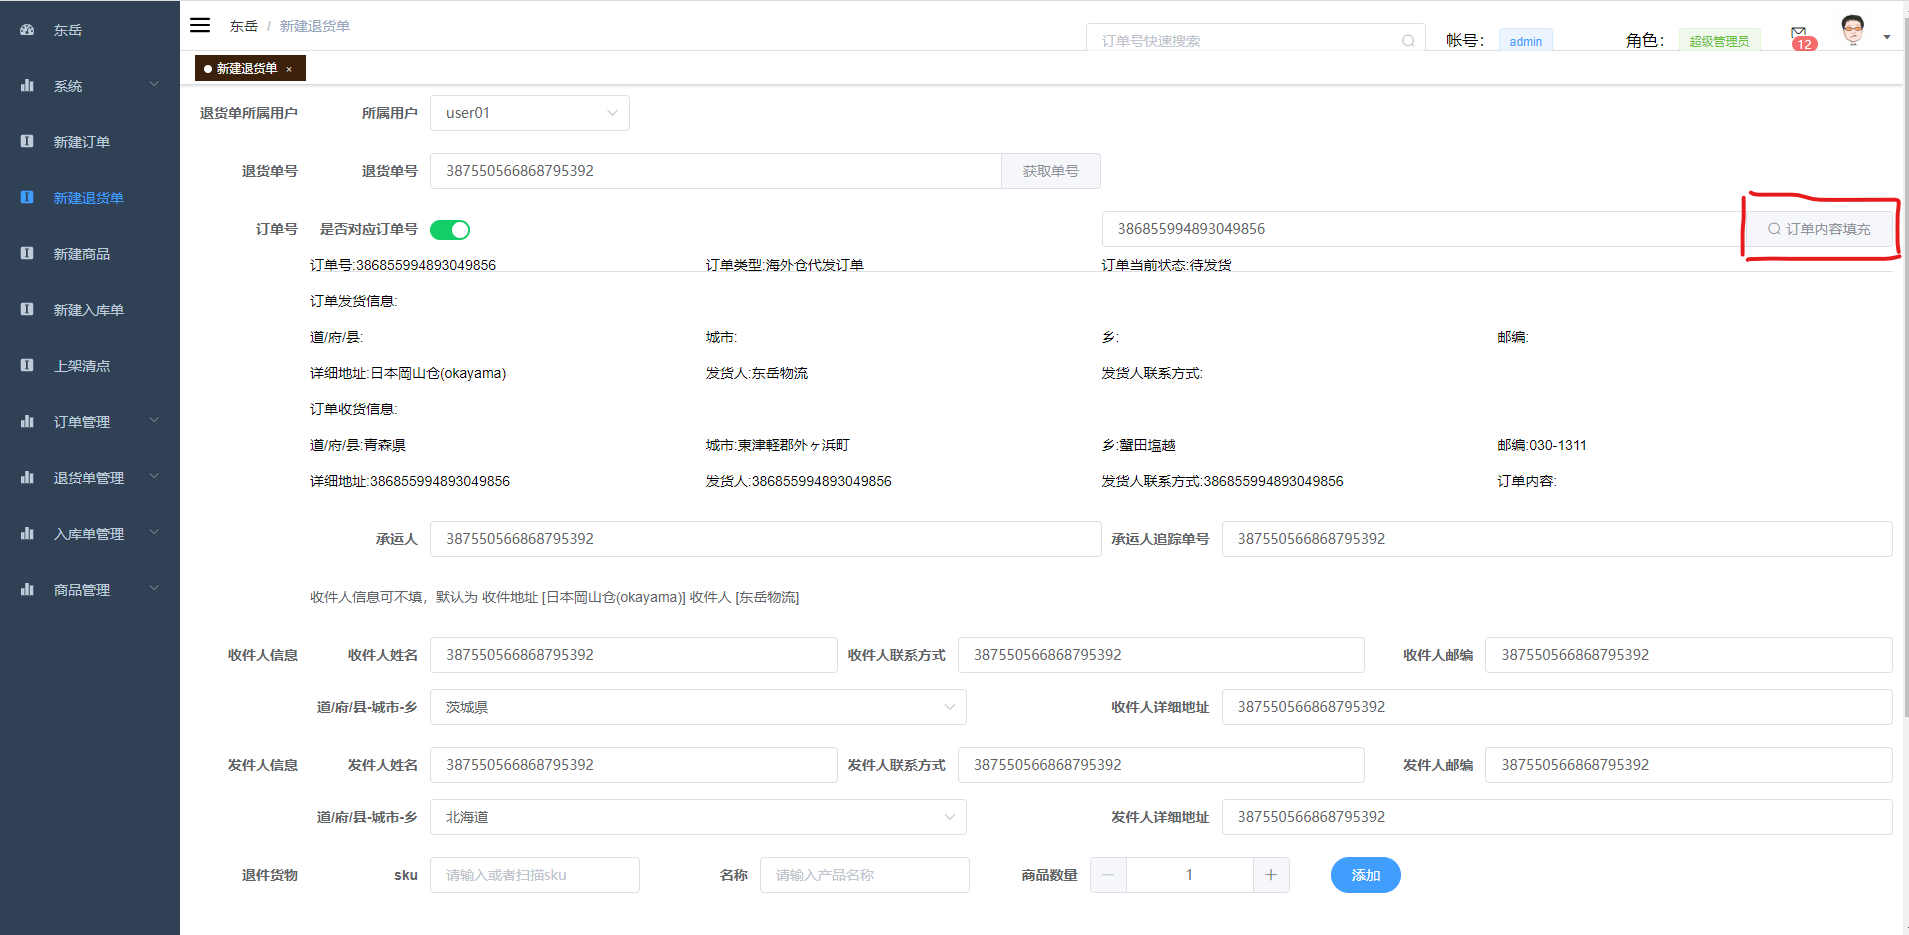 东岳
系统
新建订单
新建退货单
新建商品
新建入库单
上架清点
订单管理
退货单管理
入库单管理
商品管理
东岳 / 新建退货单
订单号快速搜索
帐号： admin
角色： 超级管理员
12
新建退货单 ×
退货单所属用户 所属用户 user01
退货单号 退货单号 387550566868795392 获取单号
订单号 是否对应订单号 386855994893049856 订单内容填充
订单号:386855994893049856 订单类型:海外仓代发订单 订单当前状态:待发货
订单发货信息:
道/府/县: 城市: 乡: 邮编:
详细地址:日本岡山仓(okayama) 发货人:东岳物流 发货人联系方式:
订单收货信息:
道/府/县:青森県 城市:東津軽郡外ヶ浜町 乡:蟹田塩越 邮编:030-1311
详细地址:386855994893049856 发货人:386855994893049856 发货人联系方式:386855994893049856 订单内容:
承运人 387550566868795392 承运人追踪单号 387550566868795392
收件人信息可不填，默认为 收件地址 [日本岡山仓(okayama)] 收件人 [东岳物流]
收件人信息 收件人姓名 387550566868795392 收件人联系方式 387550566868795392 收件人邮编 387550566868795392
道/府/县-城市-乡 茨城県 收件人详细地址 387550566868795392
发件人信息 发件人姓名 387550566868795392 发件人联系方式 387550566868795392 发件人邮编 387550566868795392
道/府/县-城市-乡 北海道 发件人详细地址 387550566868795392
退件货物 sku 请输入或者扫描sku 名称 请输入产品名称 商品数量 － 1 + 添加